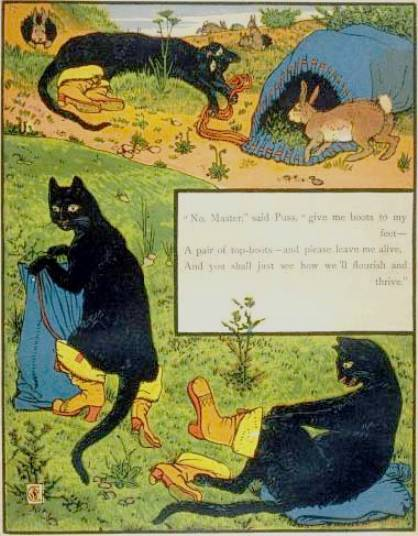 "No, Master," said Puss, "give me boots to my
feet—
A pair of top-boots—and please leave me alive,
And you shall just see how we'll flourish and
thrive."